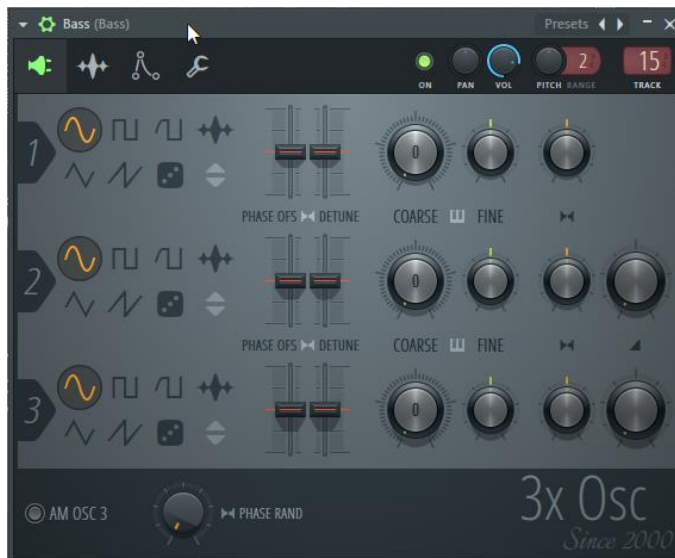 Bass (Bass) Presets
2 15
ON PAN VOL PITCH RANGE TRACK
1
0
PHASE OFS DETUNE COARSE FINE
2
0
PHASE OFS DETUNE COARSE FINE
3
0
AM OSC 3 PHASE RAND
3x Osc
Since 2000